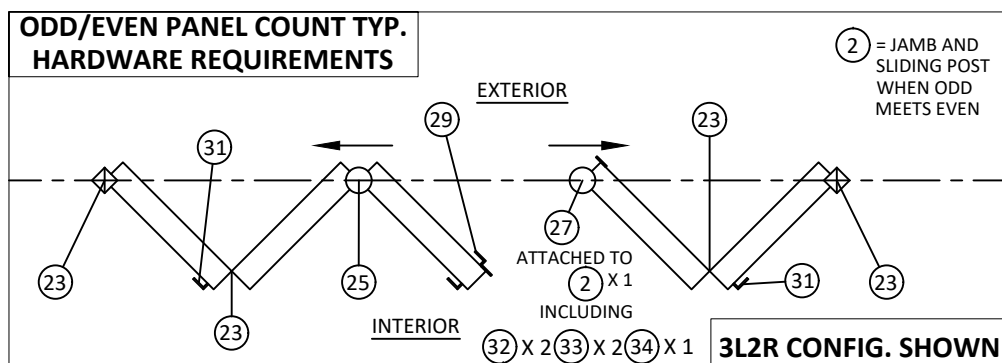 ODD/EVEN PANEL COUNT TYP.
HARDWARE REQUIREMENTS
2 = JAMB AND
SLIDING POST
WHEN ODD
MEETS EVEN
EXTERIOR
29
23
31
27
23
25
31
23
23
ATTACHED TO
2 X 1
INCLUDING
INTERIOR
32 X 2 33 X 2 34 X 1
3L2R CONFIG. SHOWN